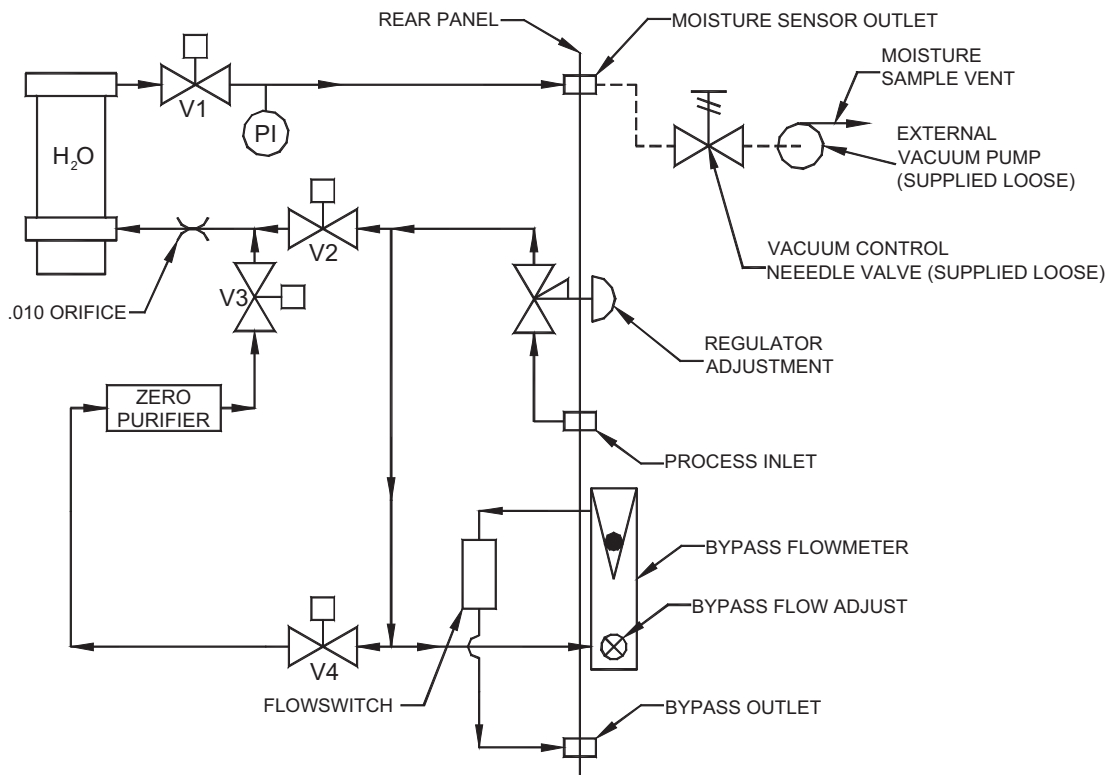 REAR PANEL
MOISTURE SENSOR OUTLET
MOISTURE
SAMPLE VENT
V1
PI
H₂O
EXTERNAL
VACUUM PUMP
(SUPPLIED LOOSE)
V2
VACUUM CONTROL
NEEEDLE VALVE (SUPPLIED LOOSE)
V3
.010 ORIFICE
REGULATOR
ADJUSTMENT
ZERO
PURIFIER
PROCESS INLET
BYPASS FLOWMETER
BYPASS FLOW ADJUST
V4
FLOWSWITCH
BYPASS OUTLET